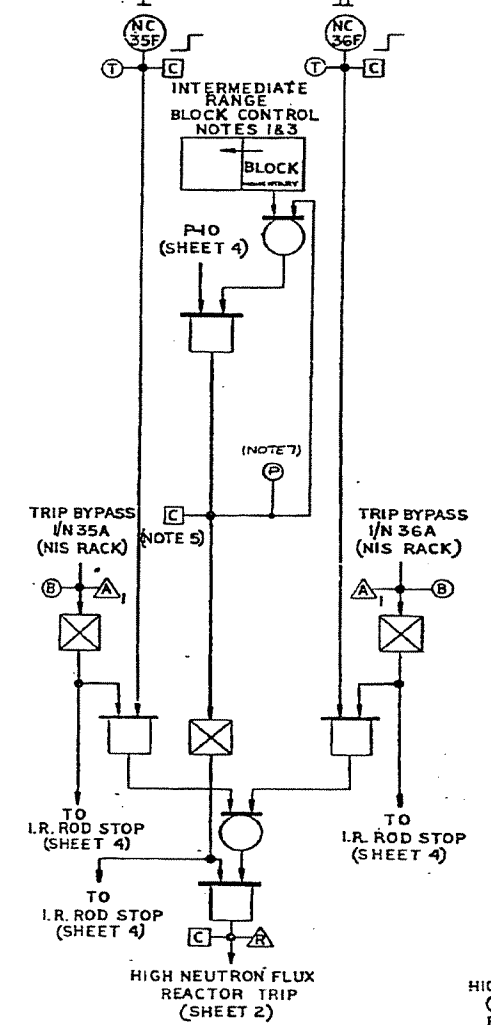 I
II
NC
35F
NC
36F
T
C
T
C
INTERMEDIATE
RANGE
BLOCK CONTROL
NOTES 1&3
BLOCK
P-10
(SHEET 4)
(NOTE 7)
P
C
(NOTE 5)
TRIP BYPASS
I/N 35A
(NIS RACK)
TRIP BYPASS
I/N 36A
(NIS RACK)
B
A
1
A
1
B
TO
I.R. ROD STOP
(SHEET 4)
TO
I.R. ROD STOP
(SHEET 4)
TO
I.R. ROD STOP
(SHEET 4)
C
R
HIGH NEUTRON FLUX
REACTOR TRIP
(SHEET 2)